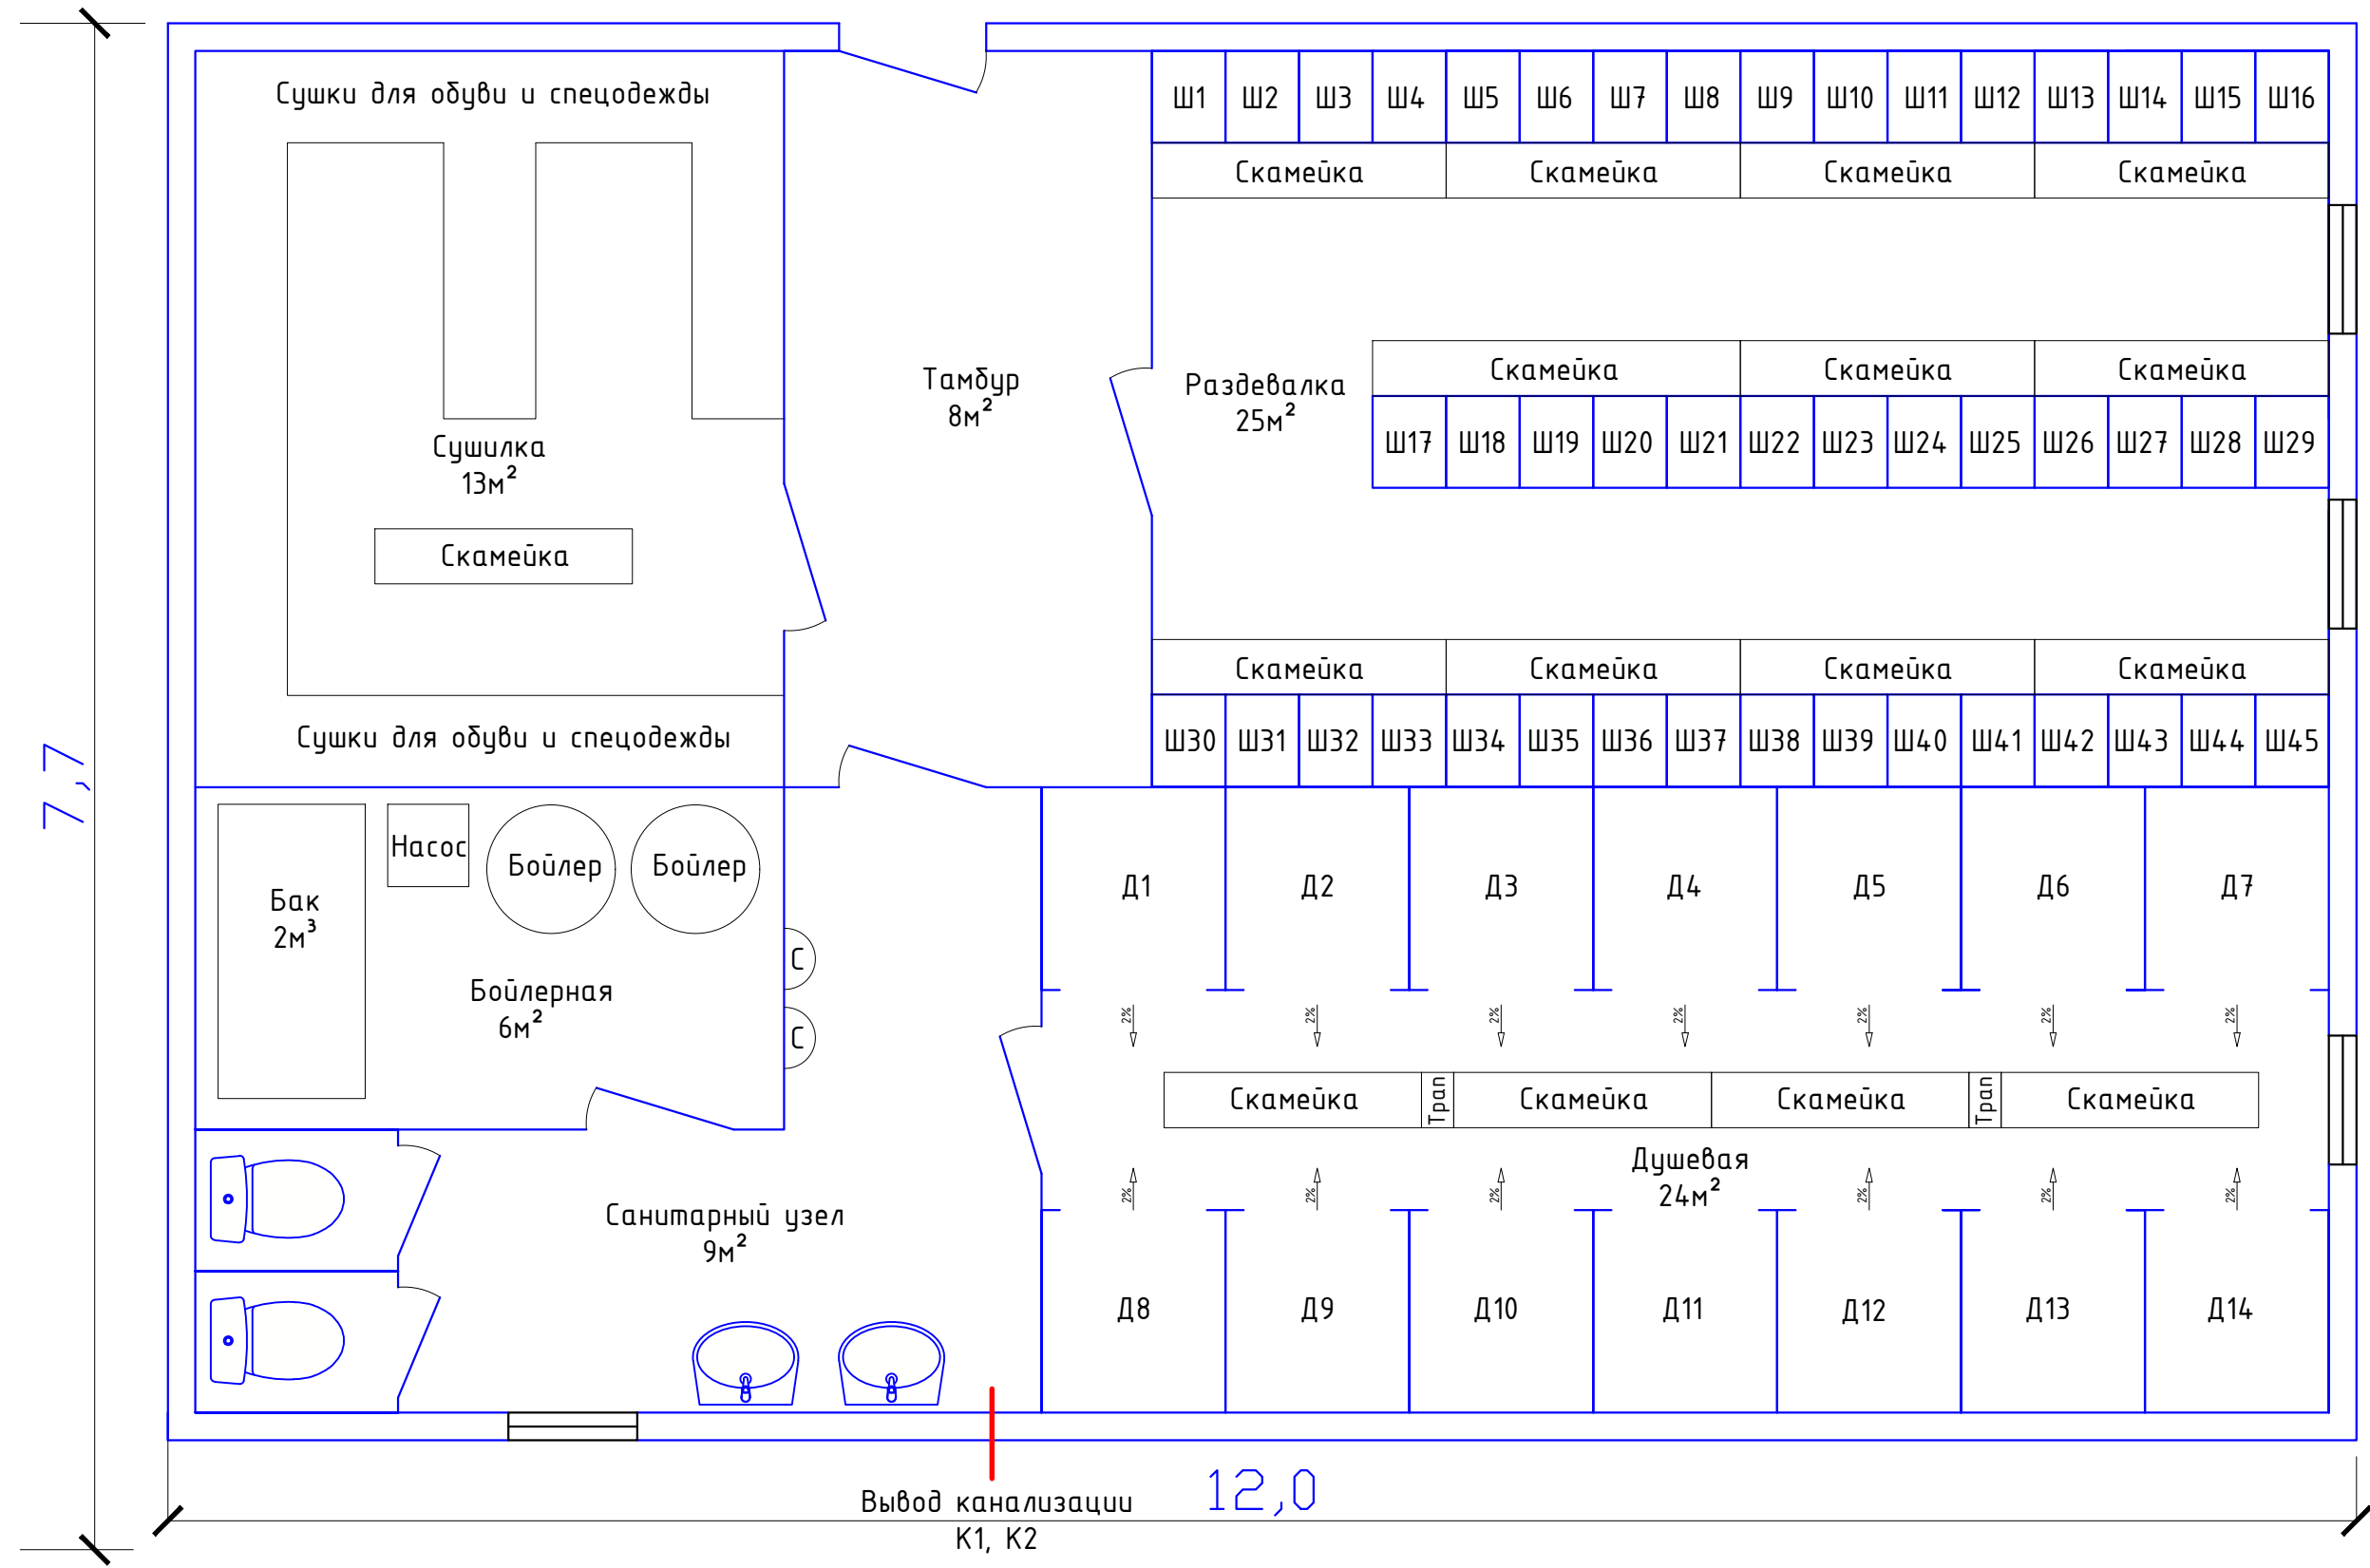 Сушки для обуви и спецодежды
Ш1 Ш2 Ш3 Ш4 Ш5 Ш6 Ш7 Ш8 Ш9 Ш10 Ш11 Ш12 Ш13 Ш14 Ш15 Ш16
Скамейка Скамейка Скамейка Скамейка
Тамбур
8м²
Раздевалка
25м²
Скамейка Скамейка Скамейка
Ш17 Ш18 Ш19 Ш20 Ш21 Ш22 Ш23 Ш24 Ш25 Ш26 Ш27 Ш28 Ш29
Сушилка
13м²
Скамейка
Скамейка Скамейка Скамейка Скамейка
Сушки для обуви и спецодежды
Ш30 Ш31 Ш32 Ш33 Ш34 Ш35 Ш36 Ш37 Ш38 Ш39 Ш40 Ш41 Ш42 Ш43 Ш44 Ш45
7,7
Насос
Бойлер Бойлер
Бак
2м³
Д1 Д2 Д3 Д4 Д5 Д6 Д7
С
Бойлерная
6м²
С
2% 2% 2% 2% 2% 2% 2%
Скамейка Трап Скамейка Скамейка Трап Скамейка
Душевая
24м²
2% 2% 2% 2% 2% 2%
Санитарный узел
9м²
Д8 Д9 Д10 Д11 Д12 Д13 Д14
12,0
Вывод канализации
К1, К2